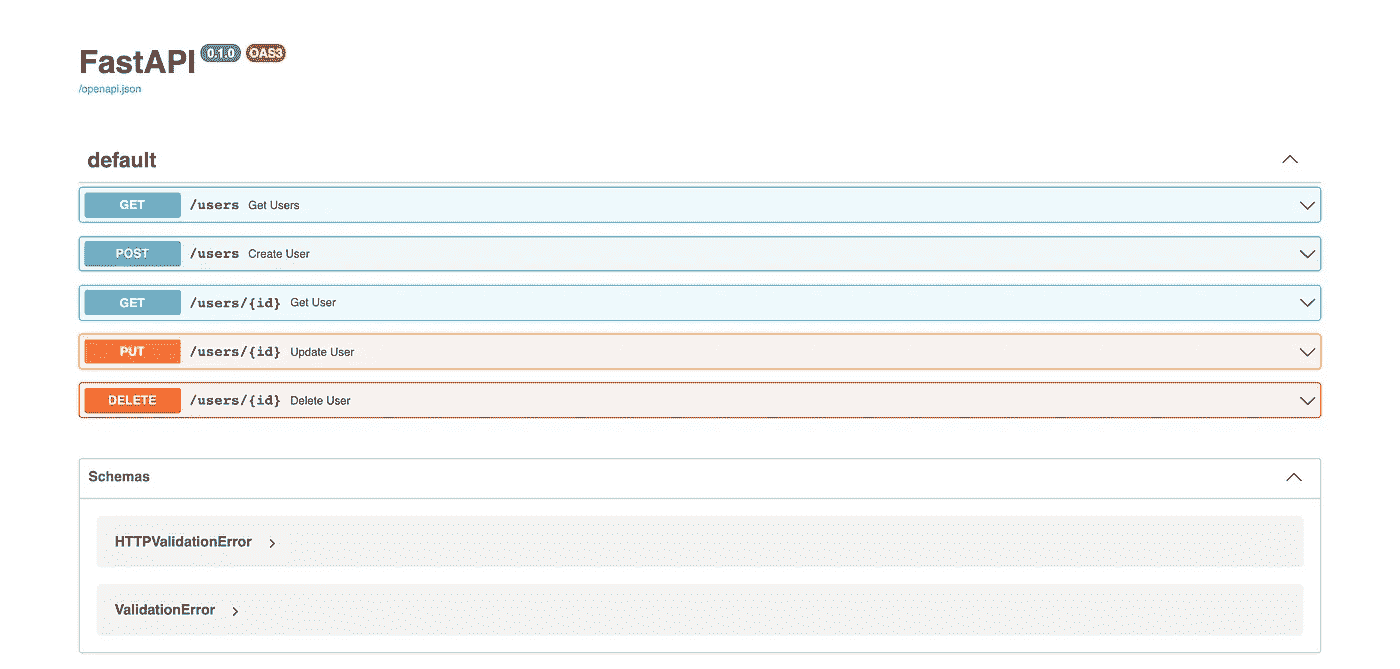 FastAPI 0.1.0 OAS3
/openapi.json
default
GET /users Get Users
POST /users Create User
GET /users/{id} Get User
PUT /users/{id} Update User
DELETE /users/{id} Delete User
Schemas
HTTPValidationError
ValidationError